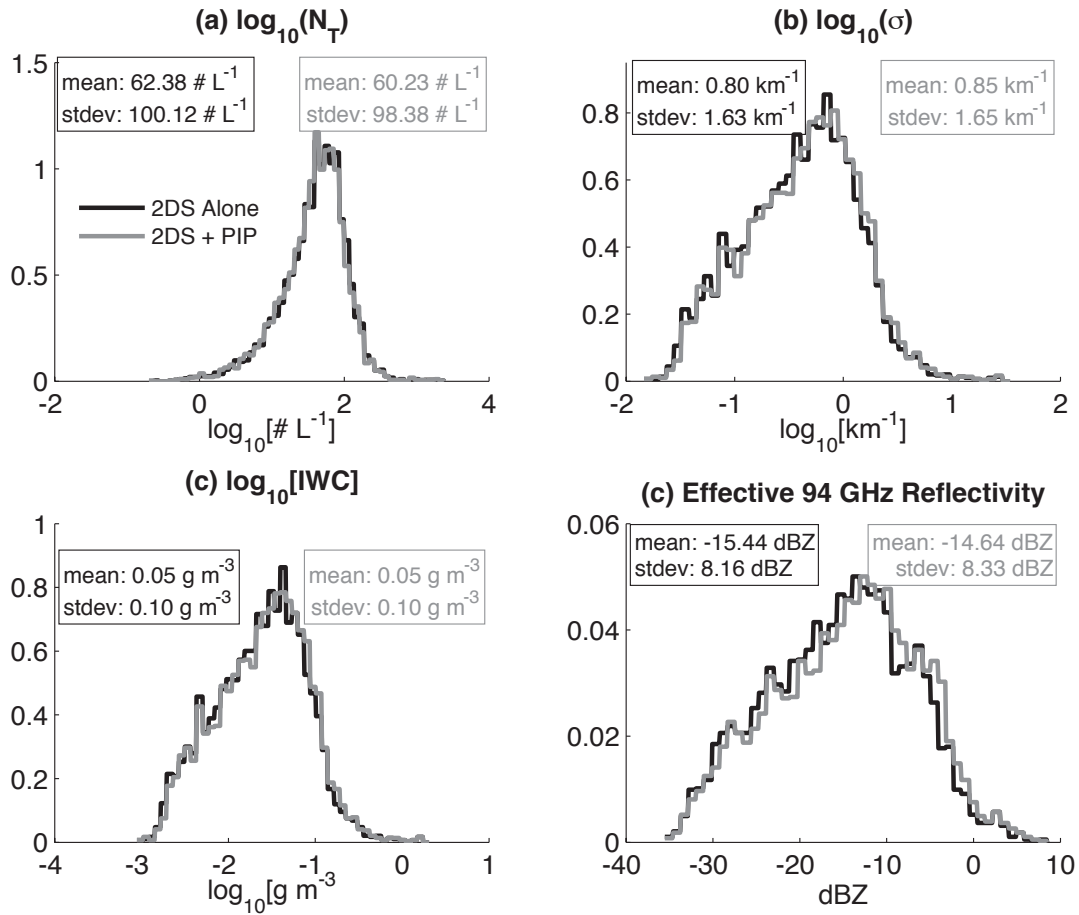 (a) log10(NT)
mean: 62.38 # L-1
stdev: 100.12 # L-1
mean: 60.23 # L-1
stdev: 98.38 # L-1
2DS Alone
2DS + PIP
1.5
1
0.5
0
-2
0
2
4
log10[# L-1]
(b) log10(σ)
mean: 0.80 km-1
stdev: 1.63 km-1
mean: 0.85 km-1
stdev: 1.65 km-1
0.8
0.6
0.4
0.2
0
-2
-1
0
1
2
log10[km-1]
(c) log10[IWC]
mean: 0.05 g m-3
stdev: 0.10 g m-3
mean: 0.05 g m-3
stdev: 0.10 g m-3
1
0.8
0.6
0.4
0.2
0
-4
-3
-2
-1
0
1
log10[g m-3
(c) Effective 94 GHz Reflectivity
mean: -15.44 dBZ
stdev: 8.16 dBZ
mean: -14.64 dBZ
stdev: 8.33 dBZ
0.06
0.04
0.02
0
-40
-30
-20
-10
0
10
dBZ